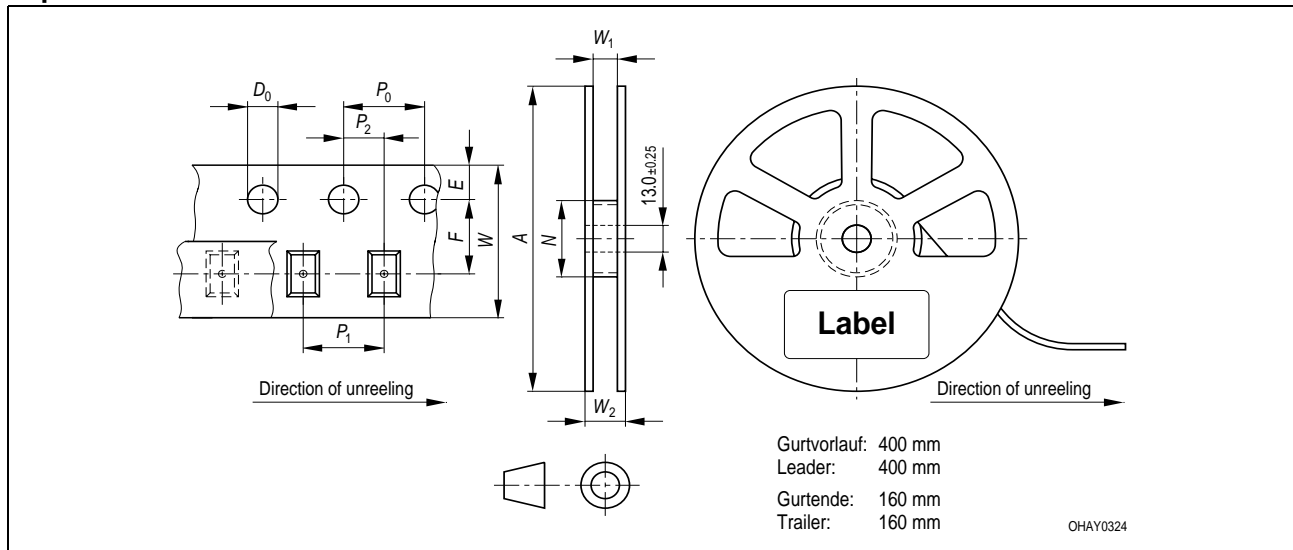 W1
D0
P0
P2
E
F
W
A
N
13.0±0.25
P1
W2
Label
Direction of unreeling
Direction of unreeling
Gurtvorlauf: 400 mm
Leader: 400 mm
Gurtende: 160 mm
Trailer: 160 mm
OHAY0324